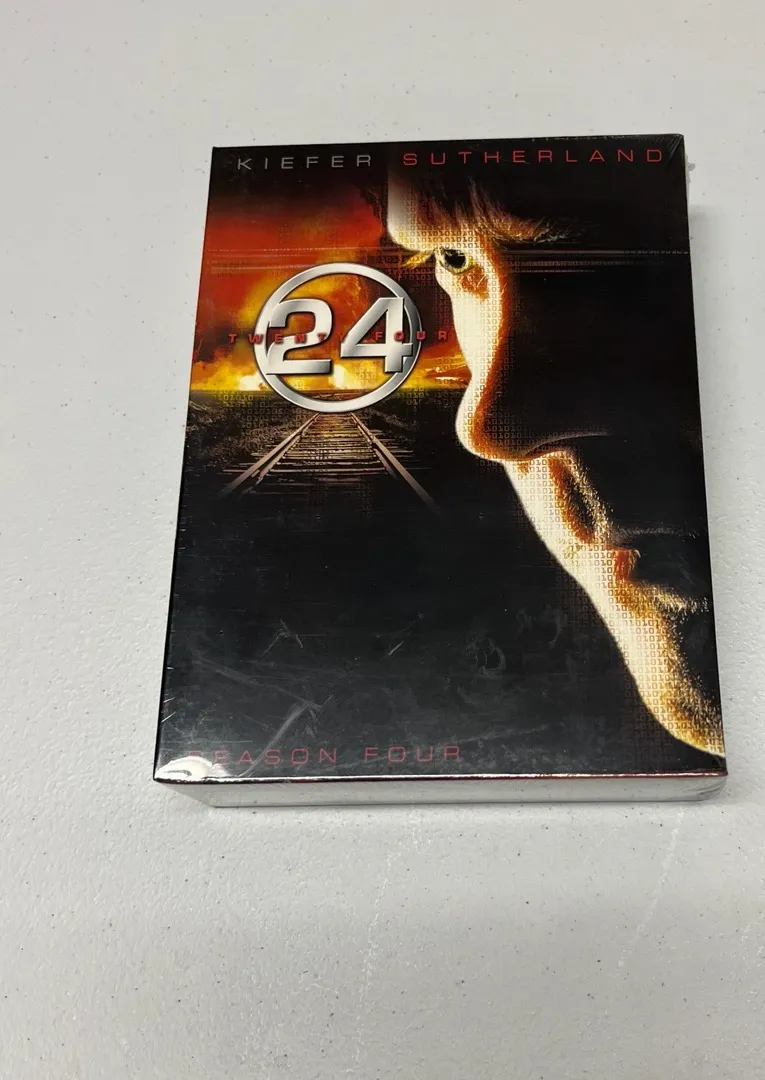 KIEFER SUTHERLAND
24
TWENTY FOUR
SEASON FOUR